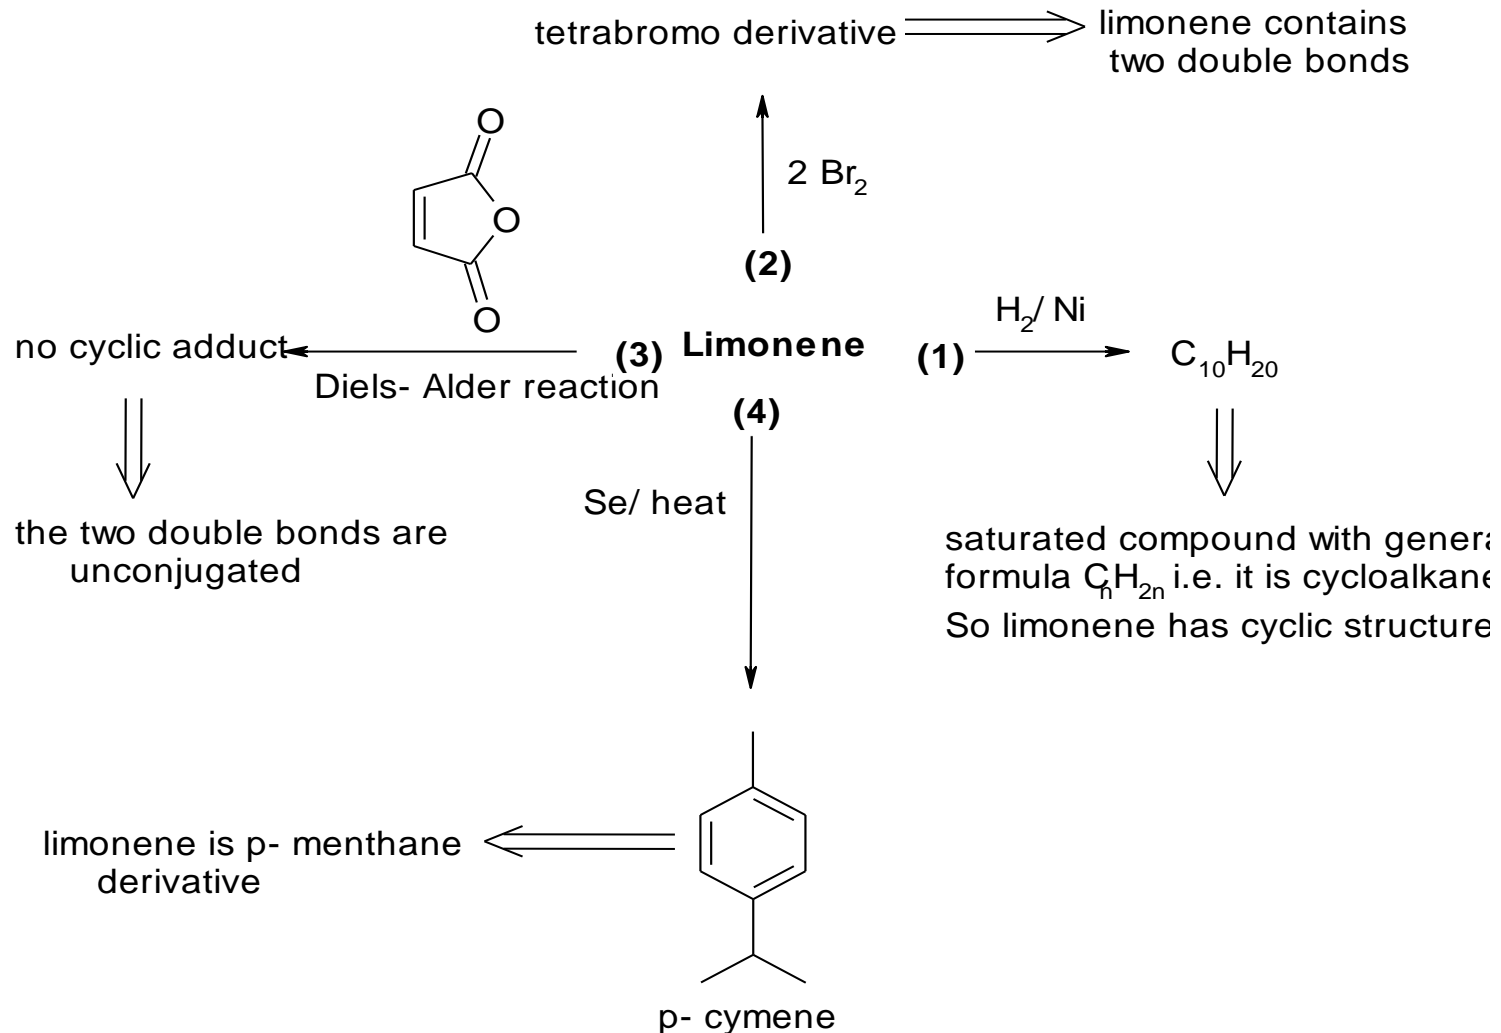 tetrabromo derivative
limonene contains
two double bonds
O
2 Br2
O
O
(2)
H2/ Ni
no cyclic adduct
(3) Limonene (1)
C10H20
Diels- Alder reaction
(4)
Se/ heat
the two double bonds are
unconjugated
saturated compound with genera
formula CnH2n i.e. it is cycloalkane
So limonene has cyclic structure
limonene is p- menthane
derivative
p- cymene